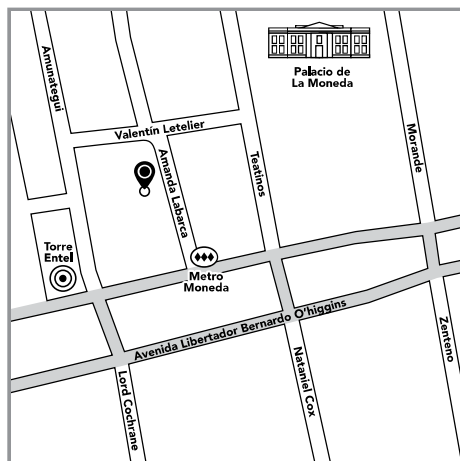 Amunategui
Palacio de
La Moneda
Valentín Letelier
Morande
Teatinos
Amanda Labarca
Torre
Entel
Metro
Moneda
Avenida Libertador Bernardo O'higgins
Zenteno
Nataniel Cox
Lord Cochrane